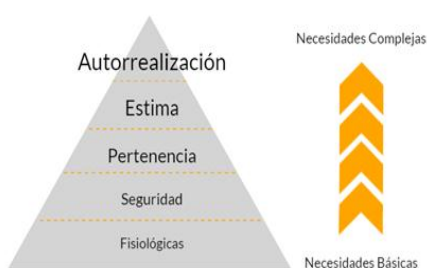 Necesidades Complejas
Autorrealización
Estima
Pertenencia
Seguridad
Fisiológicas
Necesidades Básicas